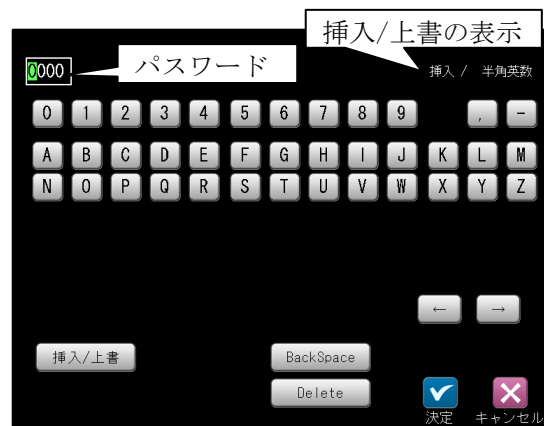 挿入/上書の表示
パスワード
0000
挿入 / 半角英数
0 1 2 3 4 5 6 7 8 9 , -
A B C D E F G H I J K L M
N O P Q R S T U V W X Y Z
← →
挿入/上書 BackSpace
Delete
決定 キャンセル